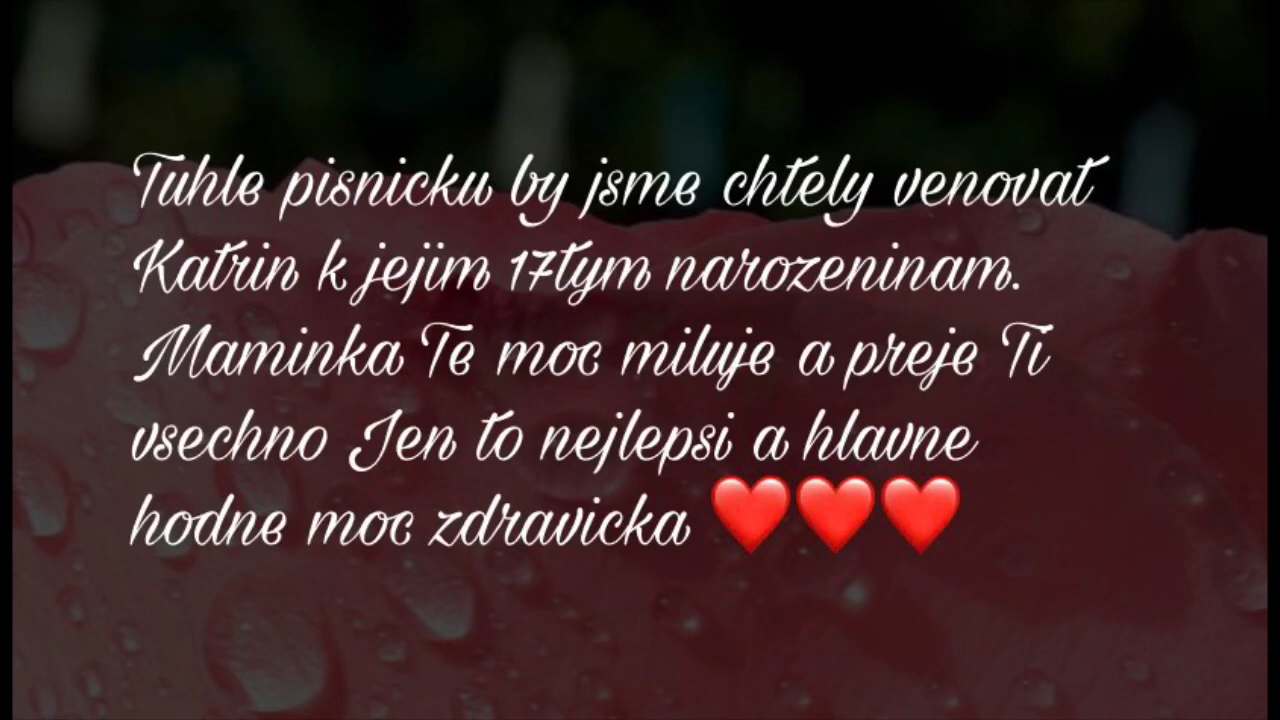 Tuhle pisnicku by jsme chtely venovat
Katrin k jejim 17tym narozeninam.
Maminka Te moc miluje a preje Ti
vsechno Jen to nejlepsi a hlavne
hodne moc zdravicka ❤️❤️❤️